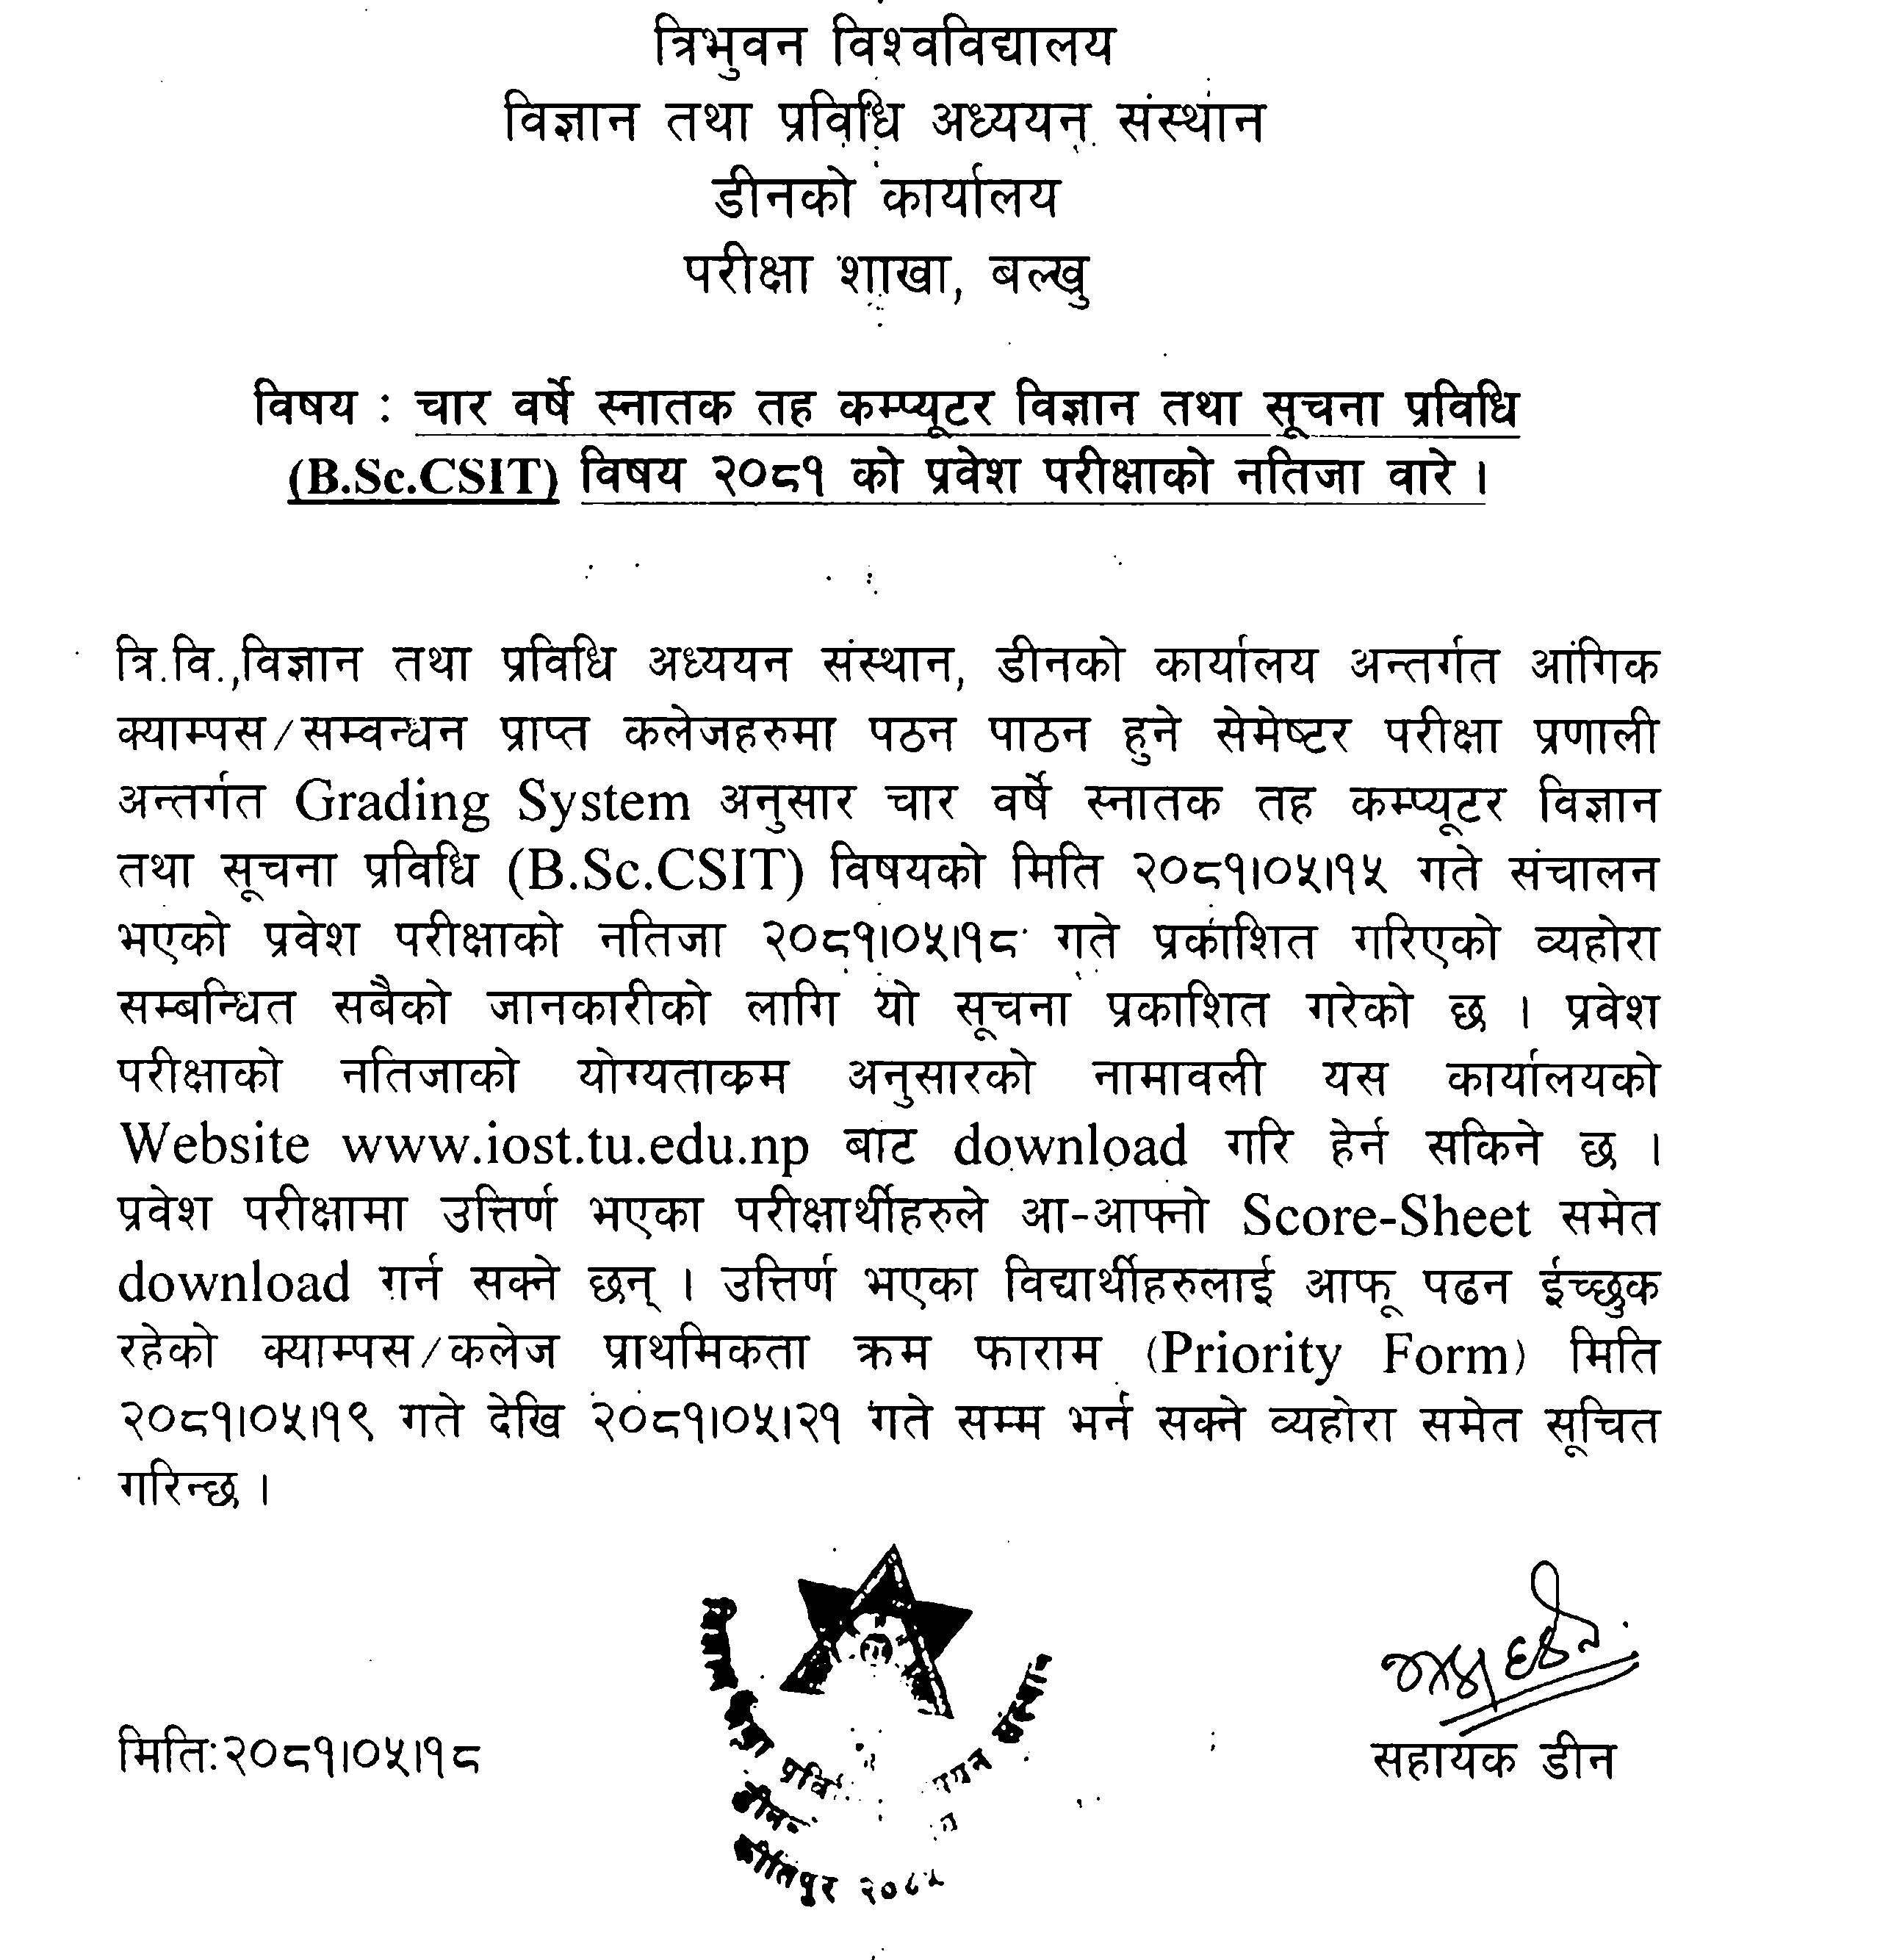 त्रिभुवन विश्वविद्यालय
विज्ञान तथा प्रविधि अध्ययन संस्थान
डीनको कार्यालय
परीक्षा शाखा, बल्खु
विषय : चार वर्षे स्नातक तह कम्प्यूटर विज्ञान तथा सूचना प्रविधि
(B.Sc.CSIT) विषय २०८१ को प्रवेश परीक्षाको नतिजा वारे ।
त्रि.वि.,विज्ञान तथा प्रविधि अध्ययन संस्थान, डीनको कार्यालय अन्तर्गत आंगिक
क्याम्पस/सम्वन्धन प्राप्त कलेजहरुमा पठन पाठन हुने सेमेष्टर परीक्षा प्रणाली
अन्तर्गत Grading System अनुसार चार वर्षे स्नातक तह कम्प्यूटर विज्ञान
तथा सूचना प्रविधि (B.Sc.CSIT) विषयको मिति २०८१।०५।१५ गते संचालन
भएको प्रवेश परीक्षाको नतिजा २०८१।०५।१८ गते प्रकाशित गरिएको व्यहोरा
सम्बन्धित सबैको जानकारीको लागि यो सूचना प्रकाशित गरेको छ । प्रवेश
परीक्षाको नतिजाको योग्यताक्रम अनुसारको नामावली यस कार्यालयको
Website www.iost.tu.edu.np बाट download गरि हेर्न सकिने छ ।
प्रवेश परीक्षामा उत्तिर्ण भएका परीक्षार्थीहरुले आ-आफ्नो Score-Sheet समेत
download गर्न सक्ने छन् । उत्तिर्ण भएका विद्यार्थीहरुलाई आफू पढन ईच्छुक
रहेको क्याम्पस/कलेज प्राथमिकता क्रम फाराम (Priority Form) मिति
२०८१।०५।१९ गते देखि २०८१।०५।२१ गते सम्म भर्न सक्ने व्यहोरा समेत सूचित
गरिन्छ ।
मिति:२०८१।०५।१८
सहायक डीन